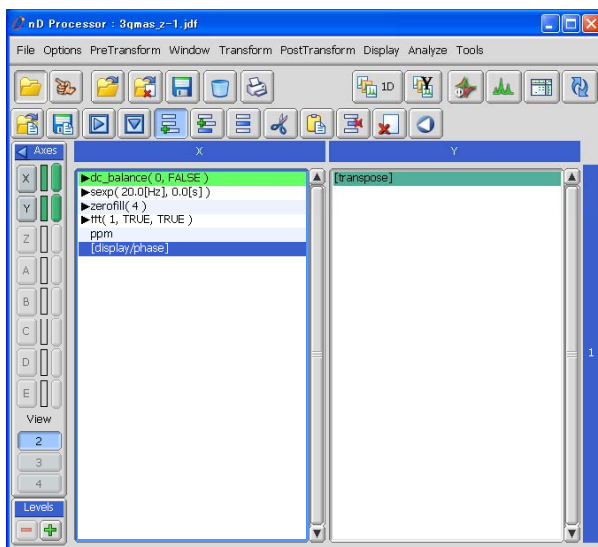 nD Processor : 3qmas_z-1.jdf
File Options PreTransform Window Transform PostTransform Display Analyze Tools
1D
Y
Axes
X
Y
X
Y
Z
A
B
C
D
E
View
2
3
4
Levels
dc_balance( 0, FALSE )
sexp( 20.0[Hz], 0.0[s] )
zerofill( 4 )
fft( 1, TRUE, TRUE )
ppm
[display/phase]
[transpose]
1